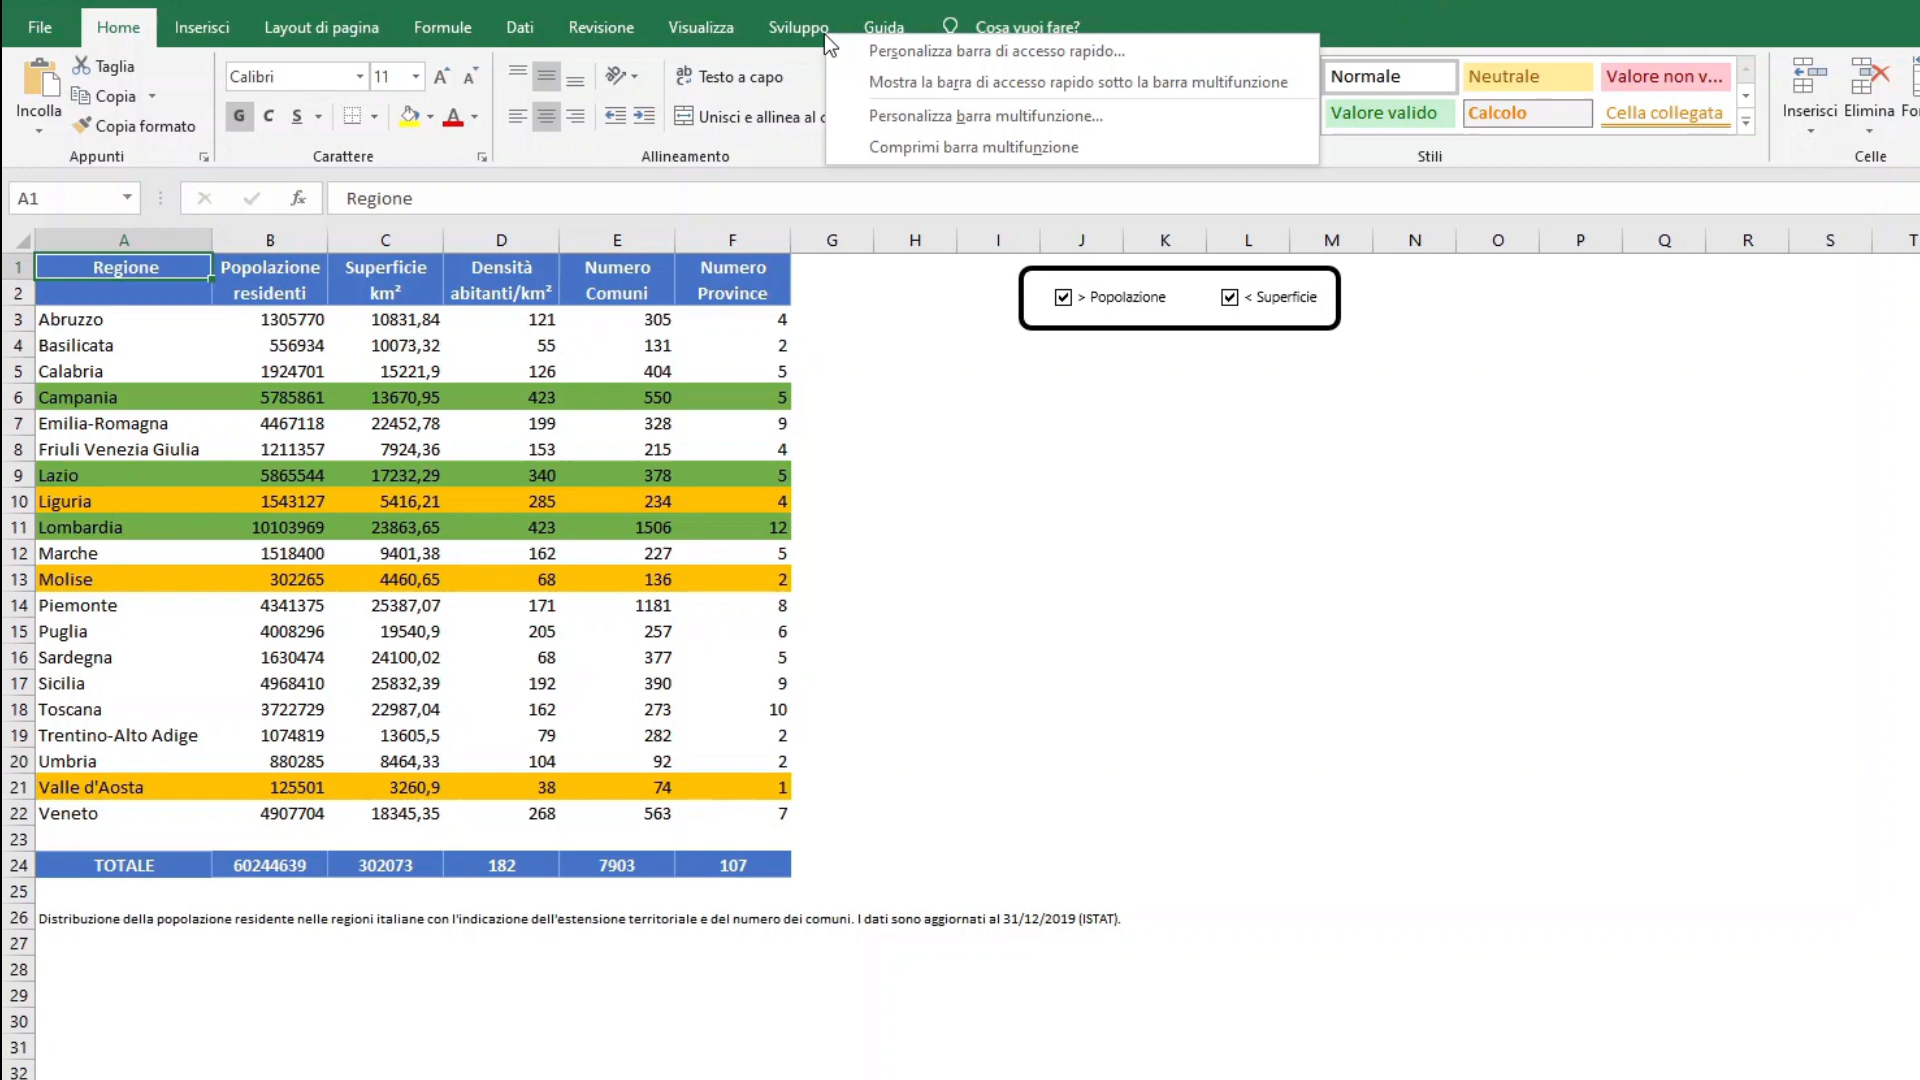 File Home Inserisci Layout di pagina Formule Dati Revisione Visualizza Sviluppo Guida Cosa vuoi fare?
Personalizza barra di accesso rapido...
Mostra la barra di accesso rapido sotto la barra multifunzione
Personalizza barra multifunzione...
Comprimi barra multifunzione
Incolla
Taglia
Copia
Copia formato
Appunti
Calibri 11
G C S
Carattere
Testo a capo
Unisci e allinea al c
Allineamento
Normale Neutrale Valore non v...
Valore valido Calcolo Cella collegata
Stili
Inserisci Elimina
Celle
A1 fx Regione
A B C D E F G H I J K L M N O P Q R S T
1 Regione Popolazione Superficie Densità Numero Numero
2 residenti km² abitanti/km² Comuni Province
> Popolazione < Superficie
3 Abruzzo 1305770 10831,84 121 305 4
4 Basilicata 556934 10073,32 55 131 2
5 Calabria 1924701 15221,9 126 404 5
6 Campania 5785861 13670,95 423 550 5
7 Emilia-Romagna 4467118 22452,78 199 328 9
8 Friuli Venezia Giulia 1211357 7924,36 153 215 4
9 Lazio 5865544 17232,29 340 378 5
10 Liguria 1543127 5416,21 285 234 4
11 Lombardia 10103969 23863,65 423 1506 12
12 Marche 1518400 9401,38 162 227 5
13 Molise 302265 4460,65 68 136 2
14 Piemonte 4341375 25387,07 171 1181 8
15 Puglia 4008296 19540,9 205 257 6
16 Sardegna 1630474 24100,02 68 377 5
17 Sicilia 4968410 25832,39 192 390 9
18 Toscana 3722729 22987,04 162 273 10
19 Trentino-Alto Adige 1074819 13605,5 79 282 2
20 Umbria 880285 8464,33 104 92 2
21 Valle d'Aosta 125501 3260,9 38 74 1
22 Veneto 4907704 18345,35 268 563 7
23
24 TOTALE 60244639 302073 182 7903 107
25
26 Distribuzione della popolazione residente nelle regioni italiane con l'indicazione dell'estensione territoriale e del numero dei comuni. I dati sono aggiornati al 31/12/2019 (ISTAT).
27
28
29
30
31
32